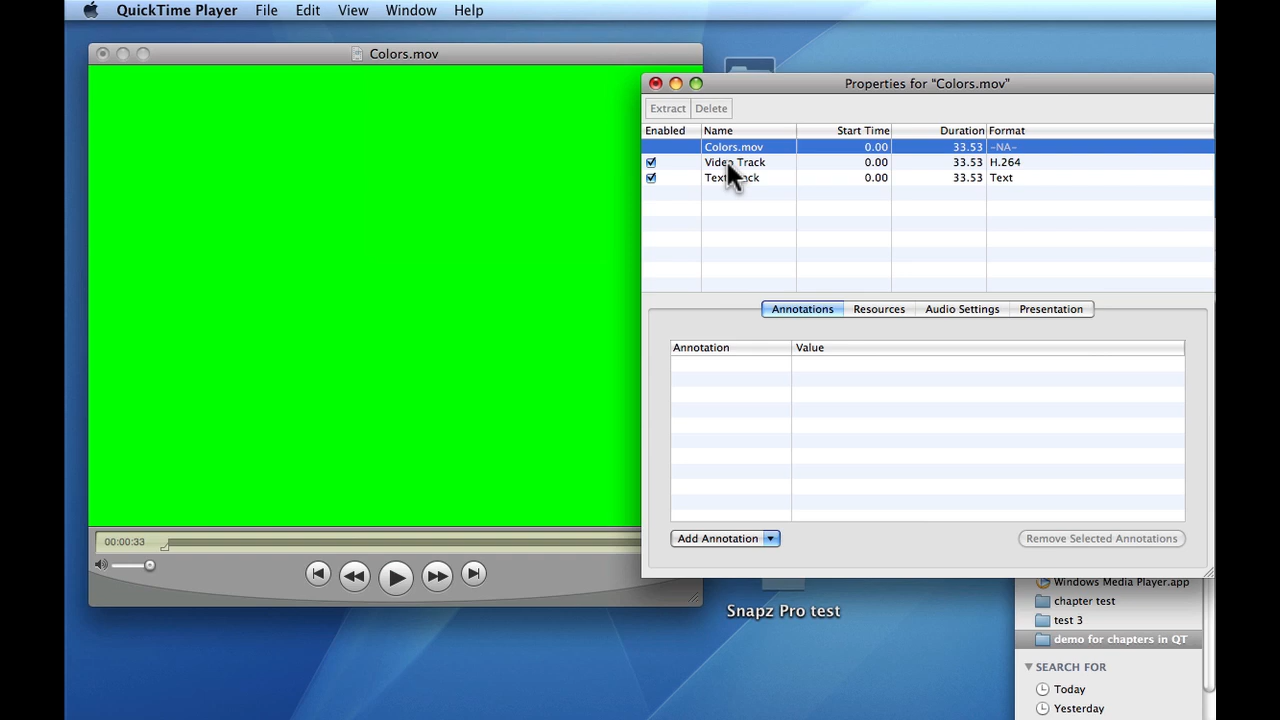 QuickTime Player File Edit View Window Help
Colors.mov
Properties for "Colors.mov"
Extract Delete
Enabled Name Start Time Duration Format
Colors.mov 0.00 33.53 -NA-
Video Track 0.00 33.53 H.264
Text Track 0.00 33.53 Text
Annotations Resources Audio Settings Presentation
Annotation Value
Add Annotation Remove Selected Annotations
00:00:33
Windows Media Player.app
chapter test
test 3
demo for chapters in QT
SEARCH FOR
Today
Yesterday
Snapz Pro test